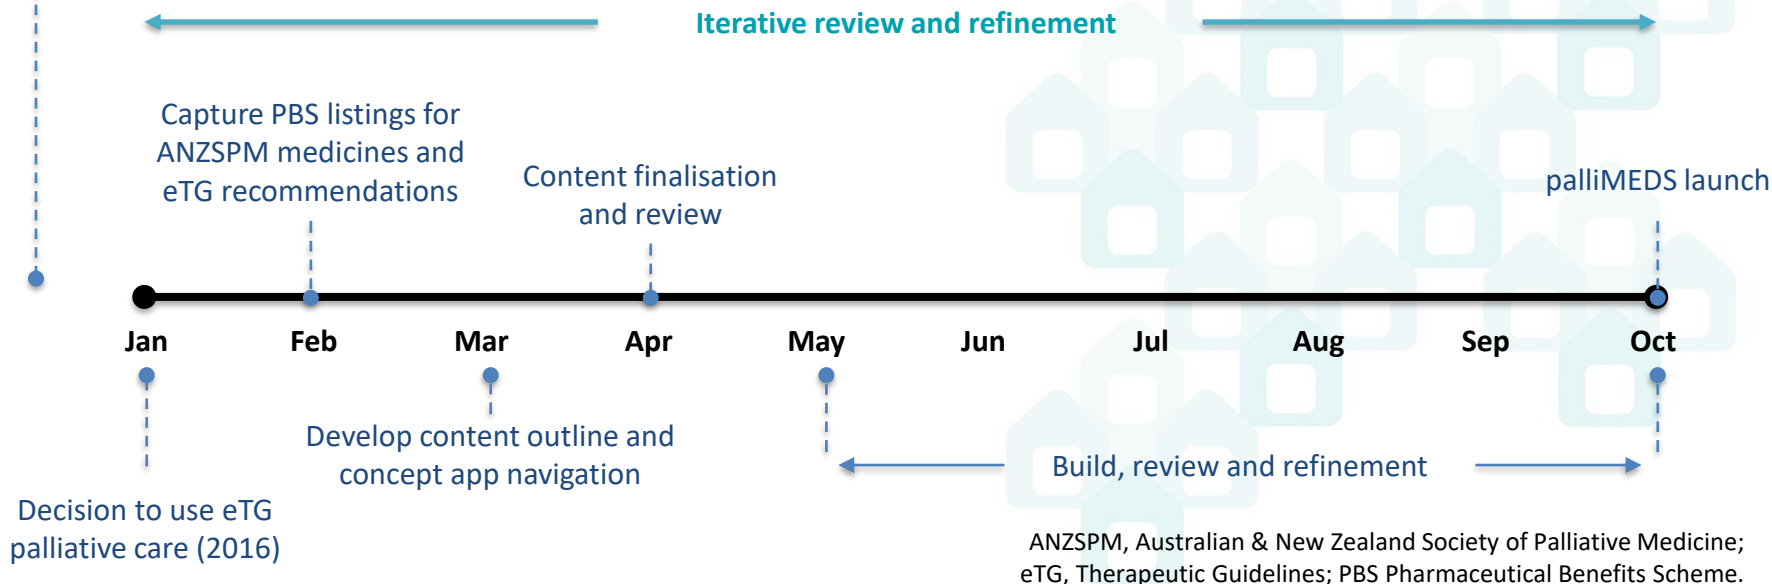 Iterative review and refinement
Capture PBS listings for
ANZSPM medicines and
eTG recommendations
Content finalisation
and review
palliMEDS launch
Jan Feb Mar Apr May Jun Jul Aug Sep Oct
Develop content outline and
concept app navigation
Build, review and refinement
Decision to use eTG
palliative care (2016)
ANZSPM, Australian & New Zealand Society of Palliative Medicine;
eTG, Therapeutic Guidelines; PBS Pharmaceutical Benefits Scheme.